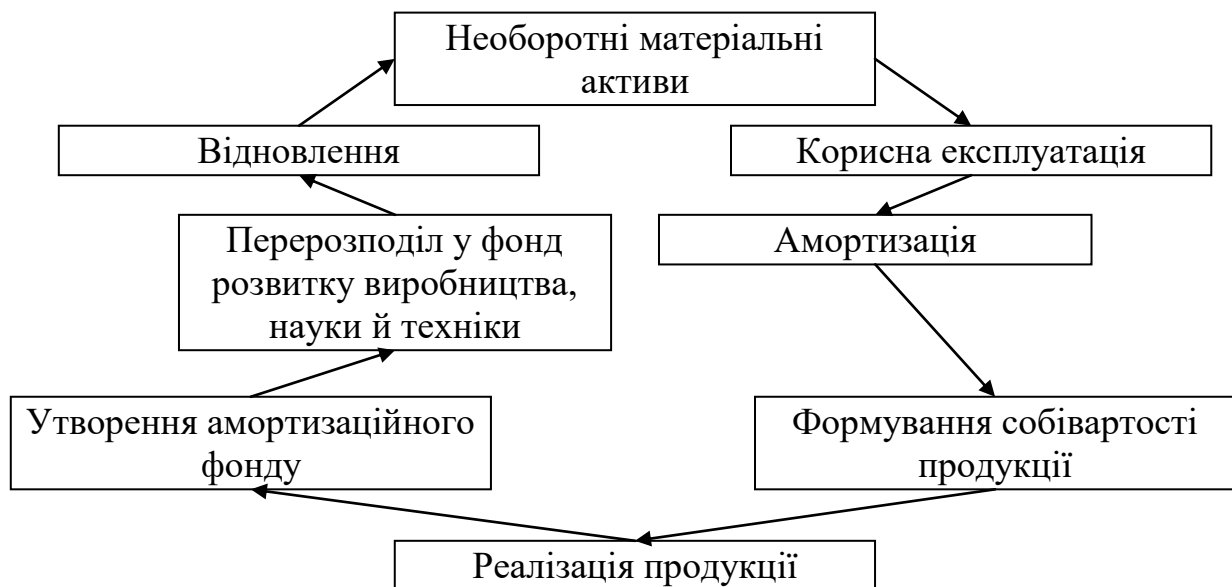 Необоротні матеріальні
активи
Відновлення
Корисна експлуатація
Перерозподіл у фонд
розвитку виробництва,
науки й техніки
Амортизація
Утворення амортизаційного
фонду
Формування собівартості
продукції
Реалізація продукції